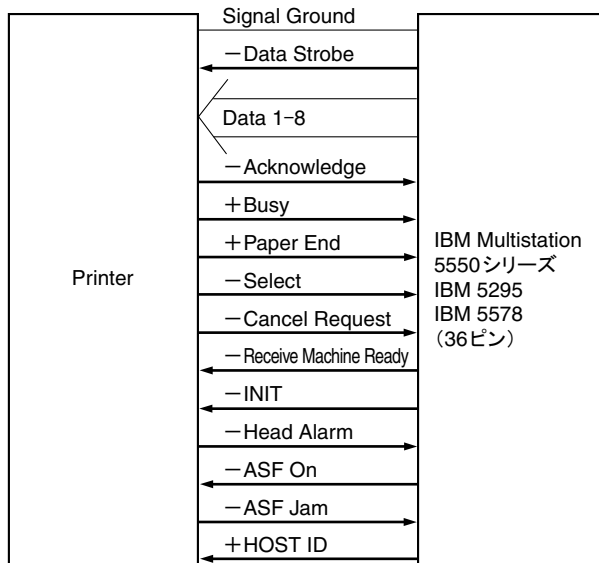 Signal Ground
－Data Strobe
Data 1−8
－Acknowledge
＋Busy
＋Paper End
－Select
－Cancel Request
－Receive Machine Ready
－INIT
－Head Alarm
－ASF On
－ASF Jam
＋HOST ID
Printer
IBM Multistation
5550シリーズ
IBM 5295
IBM 5578
（36ピン）